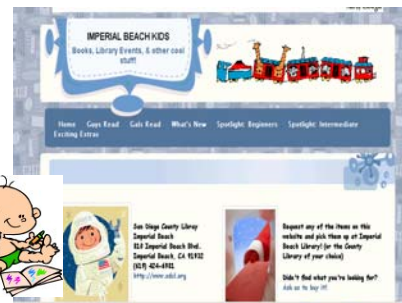 IMPERIAL BEACH KIDS
Books, Library Events, & other cool
stuff!
Home Guys Read Gals Read What's New Spotlight: Beginners Spotlight: Intermediate
Exciting Extras
San Diego County Library
Imperial Beach
810 Imperial Beach Blvd.
Imperial Beach, CA 91932
(619) 424-6981
http://www.sdcl.org
Request any of the items on this
website and pick them up at Imperial
Beach Library! (or the County
Library of your choice)
Didn't find what you're looking for?
Ask us to buy it!